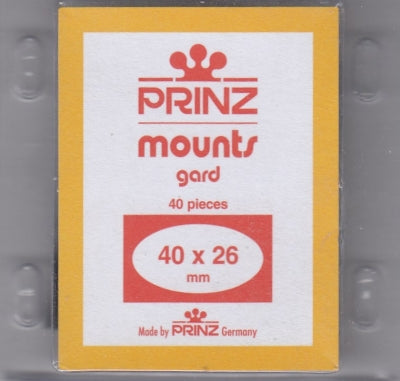 PRINZ
mounts
gard
40 pieces
40 x 26
mm
Made by PRINZ Germany